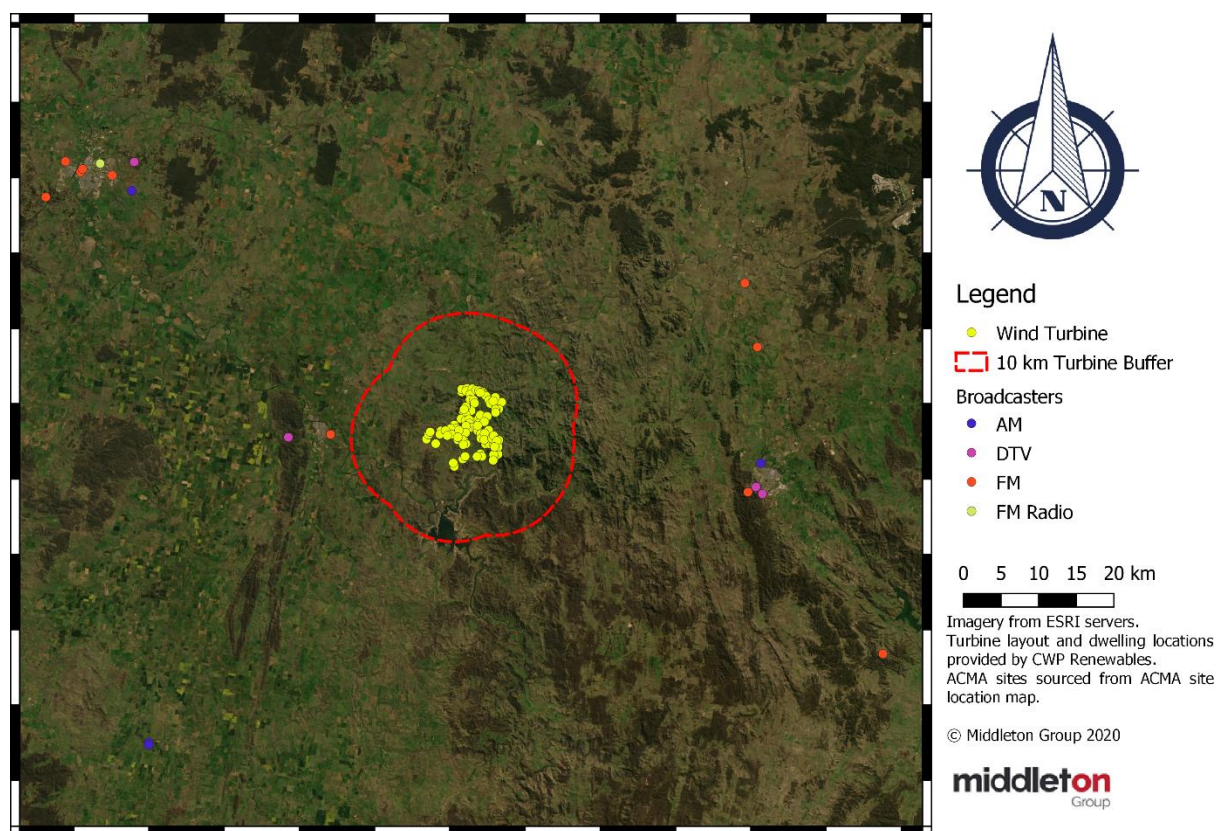 N
Legend
Wind Turbine
10 km Turbine Buffer
Broadcasters
AM
DTV
FM
FM Radio
0 5 10 15 20 km
Imagery from ESRI servers.
Turbine layout and dwelling locations
provided by CWP Renewables.
ACMA sites sourced from ACMA site
location map.
© Middleton Group 2020
middleton
Group